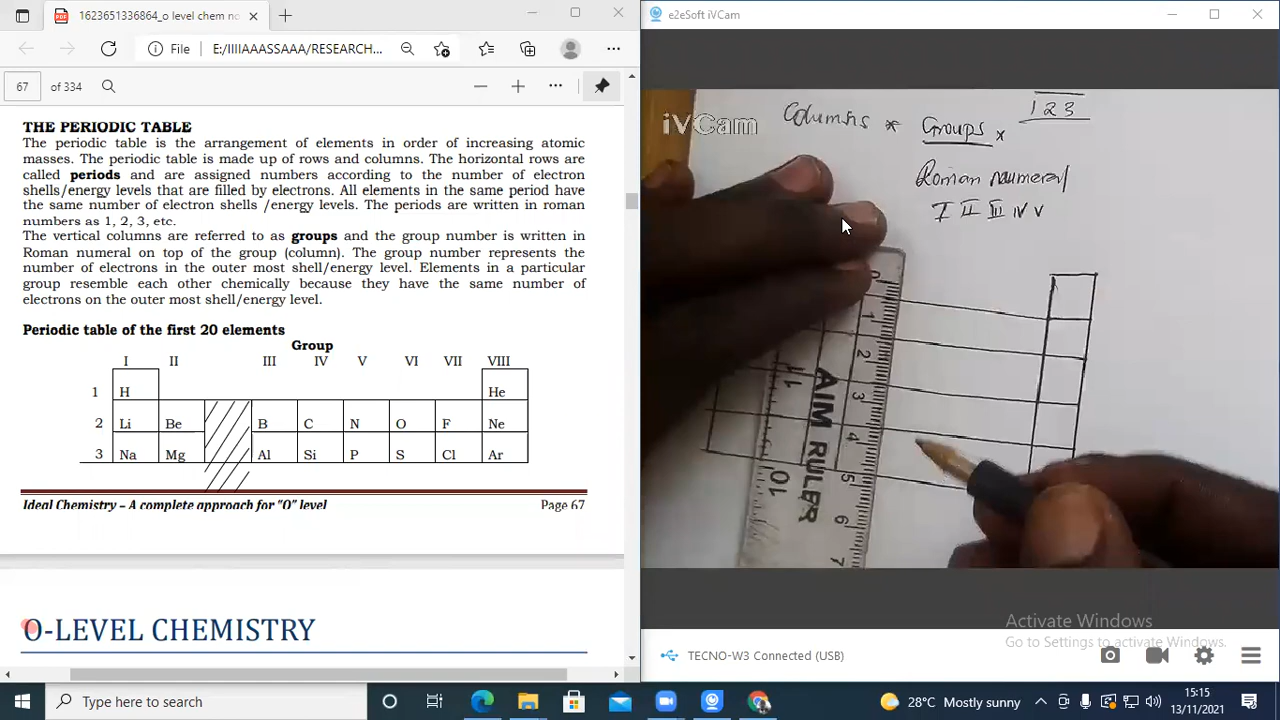 1623651336864_o level chem no
e2eSoft iVCam
File
E:/IIIIAAASSAAA/RESEARCH...
67
of 334
THE PERIODIC TABLE
The periodic table is the arrangement of elements in order of increasing atomic
masses. The periodic table is made up of rows and columns. The horizontal rows are
called periods and are assigned numbers according to the number of electron
shells/energy levels that are filled by electrons. All elements in the same period have
the same number of electron shells /energy levels. The periods are written in roman
numbers as 1, 2, 3, etc.
The vertical columns are referred to as groups and the group number is written in
Roman numeral on top of the group (column). The group number represents the
number of electrons in the outer most shell/energy level. Elements in a particular
group resemble each other chemically because they have the same number of
electrons on the outer most shell/energy level.
Periodic table of the first 20 elements
Group
I II III IV V VI VII VIII
1 H He
2 Li Be B C N O F Ne
3 Na Mg Al Si P S Cl Ar
Ideal Chemistry – A complete approach for "O" level
Page 67
O-LEVEL CHEMISTRY
iVCam
1 2 3
Columns * Groups *
Roman numeral
I II III IV V
0 1 2 3 4 5 6 7
11 10
AIM RULER
Activate Windows
Go to Settings to activate Windows.
TECNO-W3 Connected (USB)
Type here to search
28°C Mostly sunny
15:15
13/11/2021